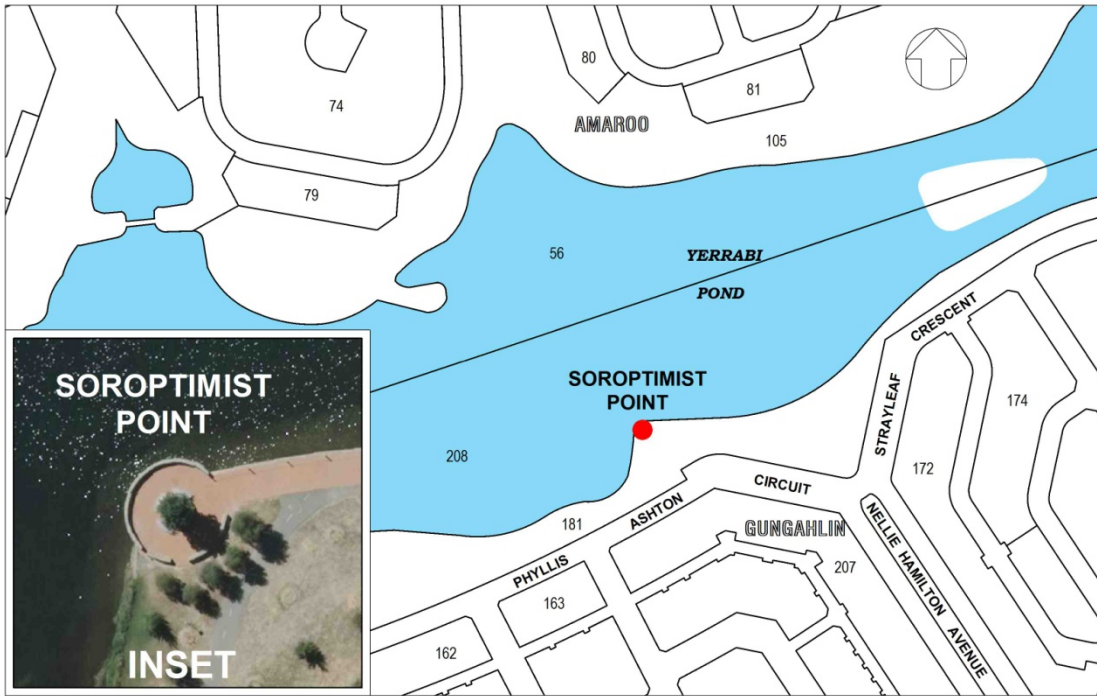 80
81
74
AMAROO
105
79
56
YERRABI
POND
CRESCENT
STRAYLEAF
SOROPTIMIST
POINT
174
172
208
181
PHYLLIS
ASHTON
CIRCUIT
GUNGAHLIN
207
NELLIE HAMILTON AVENUE
163
162
SOROPTIMIST
POINT
INSET